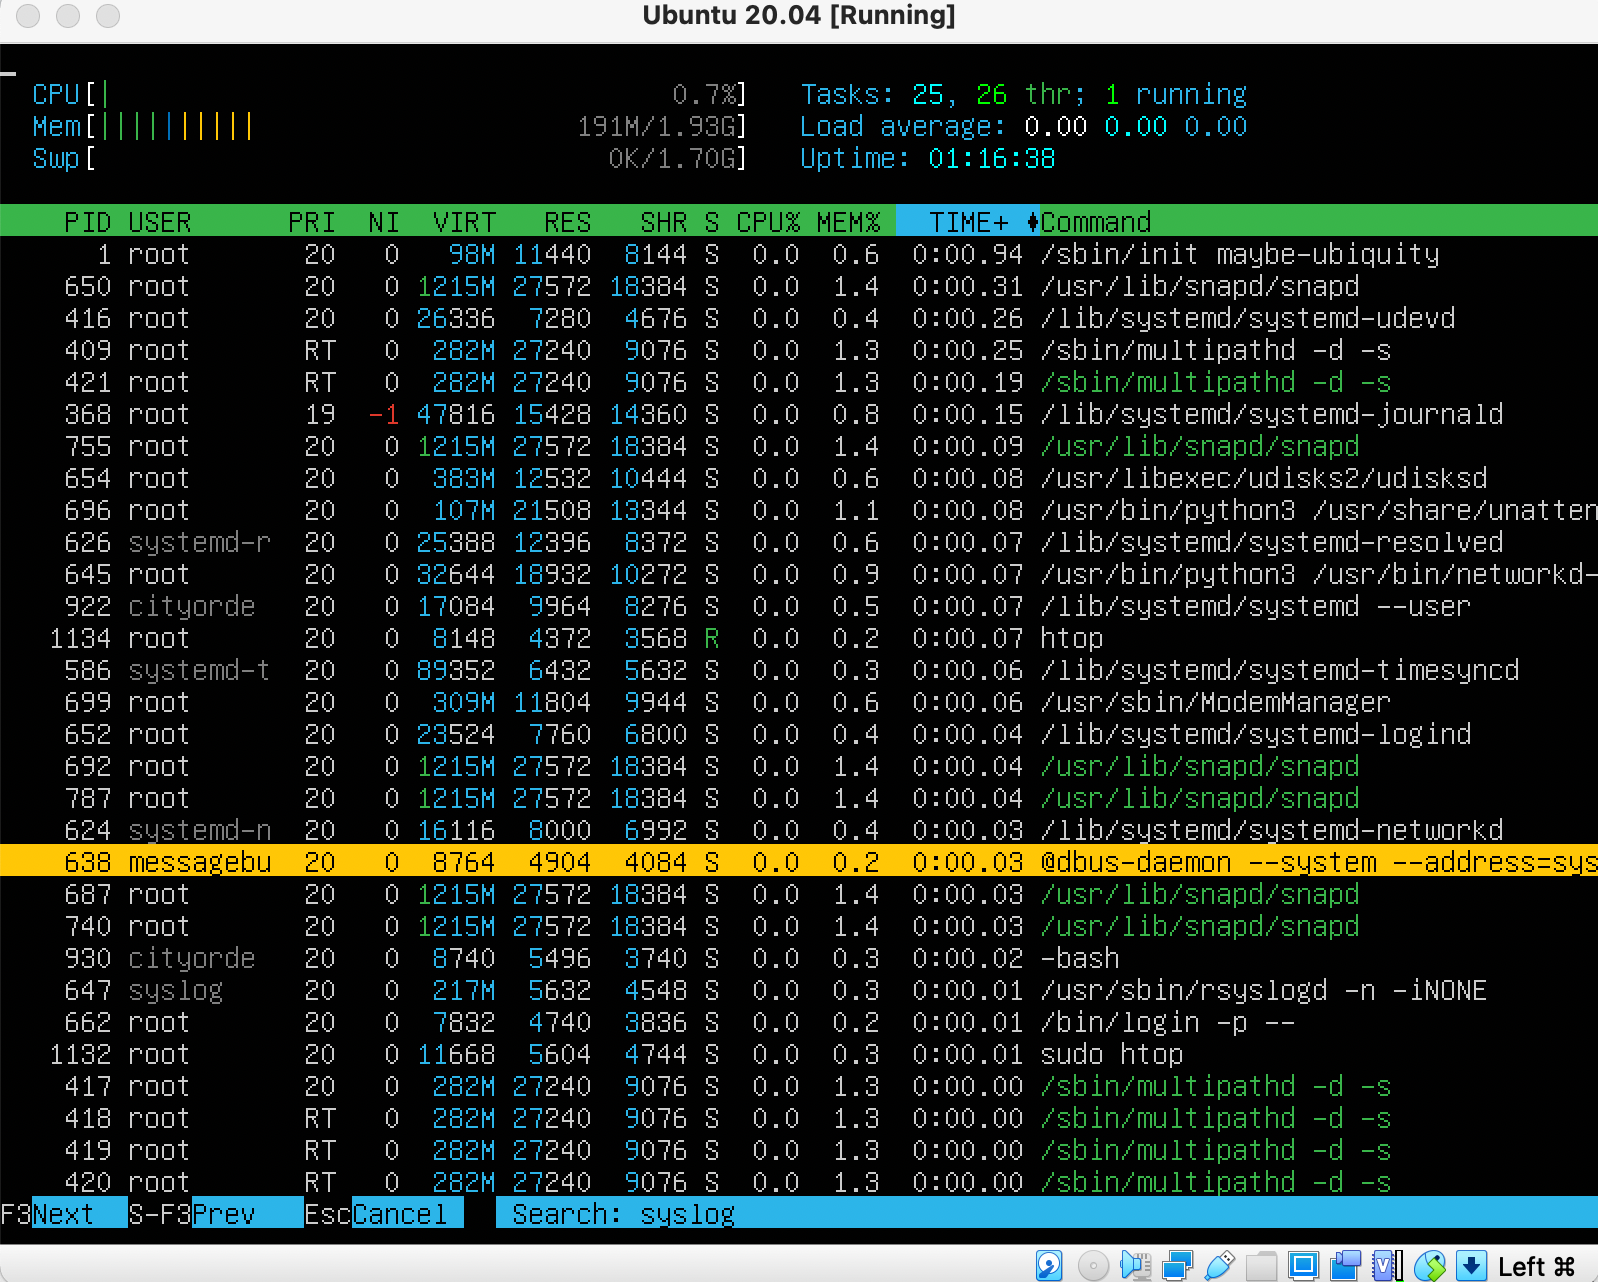 Ubuntu 20.04 [Running]
CPU[| 0.7%] Tasks: 25, 26 thr; 1 running
Mem[|||||||||| 191M/1.93G] Load average: 0.00 0.00 0.00
Swp[ 0K/1.70G] Uptime: 01:16:38
PID USER PRI NI VIRT RES SHR S CPU% MEM% TIME+ Command
1 root 20 0 98M 11440 8144 S 0.0 0.6 0:00.94 /sbin/init maybe-ubiquity
650 root 20 0 1215M 27572 18384 S 0.0 1.4 0:00.31 /usr/lib/snapd/snapd
416 root 20 0 26336 7280 4676 S 0.0 0.4 0:00.26 /lib/systemd/systemd-udevd
409 root RT 0 282M 27240 9076 S 0.0 1.3 0:00.25 /sbin/multipathd -d -s
421 root RT 0 282M 27240 9076 S 0.0 1.3 0:00.19 /sbin/multipathd -d -s
368 root 19 -1 47816 15428 14360 S 0.0 0.8 0:00.15 /lib/systemd/systemd-journald
755 root 20 0 1215M 27572 18384 S 0.0 1.4 0:00.09 /usr/lib/snapd/snapd
654 root 20 0 383M 12532 10444 S 0.0 0.6 0:00.08 /usr/libexec/udisks2/udisksd
696 root 20 0 107M 21508 13344 S 0.0 1.1 0:00.08 /usr/bin/python3 /usr/share/unatten
626 systemd-r 20 0 25388 12396 8372 S 0.0 0.6 0:00.07 /lib/systemd/systemd-resolved
645 root 20 0 32644 18932 10272 S 0.0 0.9 0:00.07 /usr/bin/python3 /usr/bin/networkd-
922 cityorde 20 0 17084 9964 8276 S 0.0 0.5 0:00.07 /lib/systemd/systemd --user
1134 root 20 0 8148 4372 3568 R 0.0 0.2 0:00.07 htop
586 systemd-t 20 0 89352 6432 5632 S 0.0 0.3 0:00.06 /lib/systemd/systemd-timesyncd
699 root 20 0 309M 11804 9944 S 0.0 0.6 0:00.06 /usr/sbin/ModemManager
652 root 20 0 23524 7760 6800 S 0.0 0.4 0:00.04 /lib/systemd/systemd-logind
692 root 20 0 1215M 27572 18384 S 0.0 1.4 0:00.04 /usr/lib/snapd/snapd
787 root 20 0 1215M 27572 18384 S 0.0 1.4 0:00.04 /usr/lib/snapd/snapd
624 systemd-n 20 0 16116 8000 6992 S 0.0 0.4 0:00.03 /lib/systemd/systemd-networkd
638 messagebu 20 0 8764 4904 4084 S 0.0 0.2 0:00.03 @dbus-daemon --system --address=sys
687 root 20 0 1215M 27572 18384 S 0.0 1.4 0:00.03 /usr/lib/snapd/snapd
740 root 20 0 1215M 27572 18384 S 0.0 1.4 0:00.03 /usr/lib/snapd/snapd
930 cityorde 20 0 8740 5496 3740 S 0.0 0.3 0:00.02 -bash
647 syslog 20 0 217M 5632 4548 S 0.0 0.3 0:00.01 /usr/sbin/rsyslogd -n -iNONE
662 root 20 0 7832 4740 3836 S 0.0 0.2 0:00.01 /bin/login -p --
1132 root 20 0 11668 5604 4744 S 0.0 0.3 0:00.01 sudo htop
417 root 20 0 282M 27240 9076 S 0.0 1.3 0:00.00 /sbin/multipathd -d -s
418 root RT 0 282M 27240 9076 S 0.0 1.3 0:00.00 /sbin/multipathd -d -s
419 root RT 0 282M 27240 9076 S 0.0 1.3 0:00.00 /sbin/multipathd -d -s
420 root RT 0 282M 27240 9076 S 0.0 1.3 0:00.00 /sbin/multipathd -d -s
F3Next S-F3Prev EscCancel Search: syslog
Left ⌘